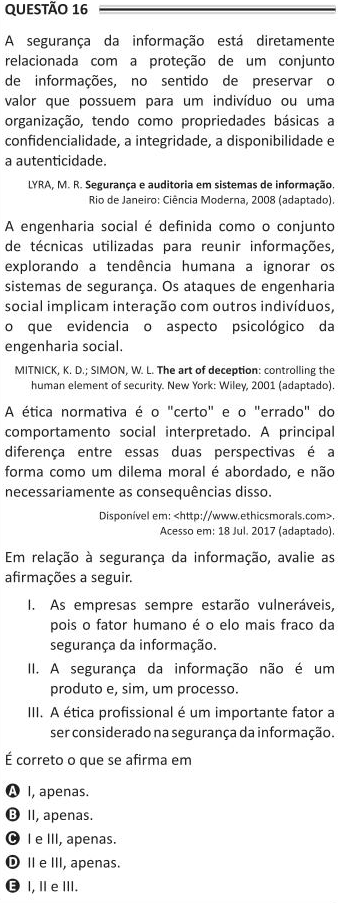 QUESTÃO 16
A segurança da informação está diretamente
relacionada com a proteção de um conjunto
de informações, no sentido de preservar o
valor que possuem para um indivíduo ou uma
organização, tendo como propriedades básicas a
confidencialidade, a integridade, a disponibilidade e
a autenticidade.
LYRA, M. R. Segurança e auditoria em sistemas de informação.
Rio de Janeiro: Ciência Moderna, 2008 (adaptado).
A engenharia social é definida como o conjunto
de técnicas utilizadas para reunir informações,
explorando a tendência humana a ignorar os
sistemas de segurança. Os ataques de engenharia
social implicam interação com outros indivíduos,
o que evidencia o aspecto psicológico da
engenharia social.
MITNICK, K. D.; SIMON, W. L. The art of deception: controlling the
human element of security. New York: Wiley, 2001 (adaptado).
A ética normativa é o "certo" e o "errado" do
comportamento social interpretado. A principal
diferença entre essas duas perspectivas é a
forma como um dilema moral é abordado, e não
necessariamente as consequências disso.
Disponível em: <http://www.ethicsmorals.com>.
Acesso em: 18 Jul. 2017 (adaptado).
Em relação à segurança da informação, avalie as
afirmações a seguir.
I. As empresas sempre estarão vulneráveis,
pois o fator humano é o elo mais fraco da
segurança da informação.
II. A segurança da informação não é um
produto e, sim, um processo.
III. A ética profissional é um importante fator a
ser considerado na segurança da informação.
É correto o que se afirma em
A I, apenas.
B II, apenas.
C I e III, apenas.
D II e III, apenas.
E I, II e III.